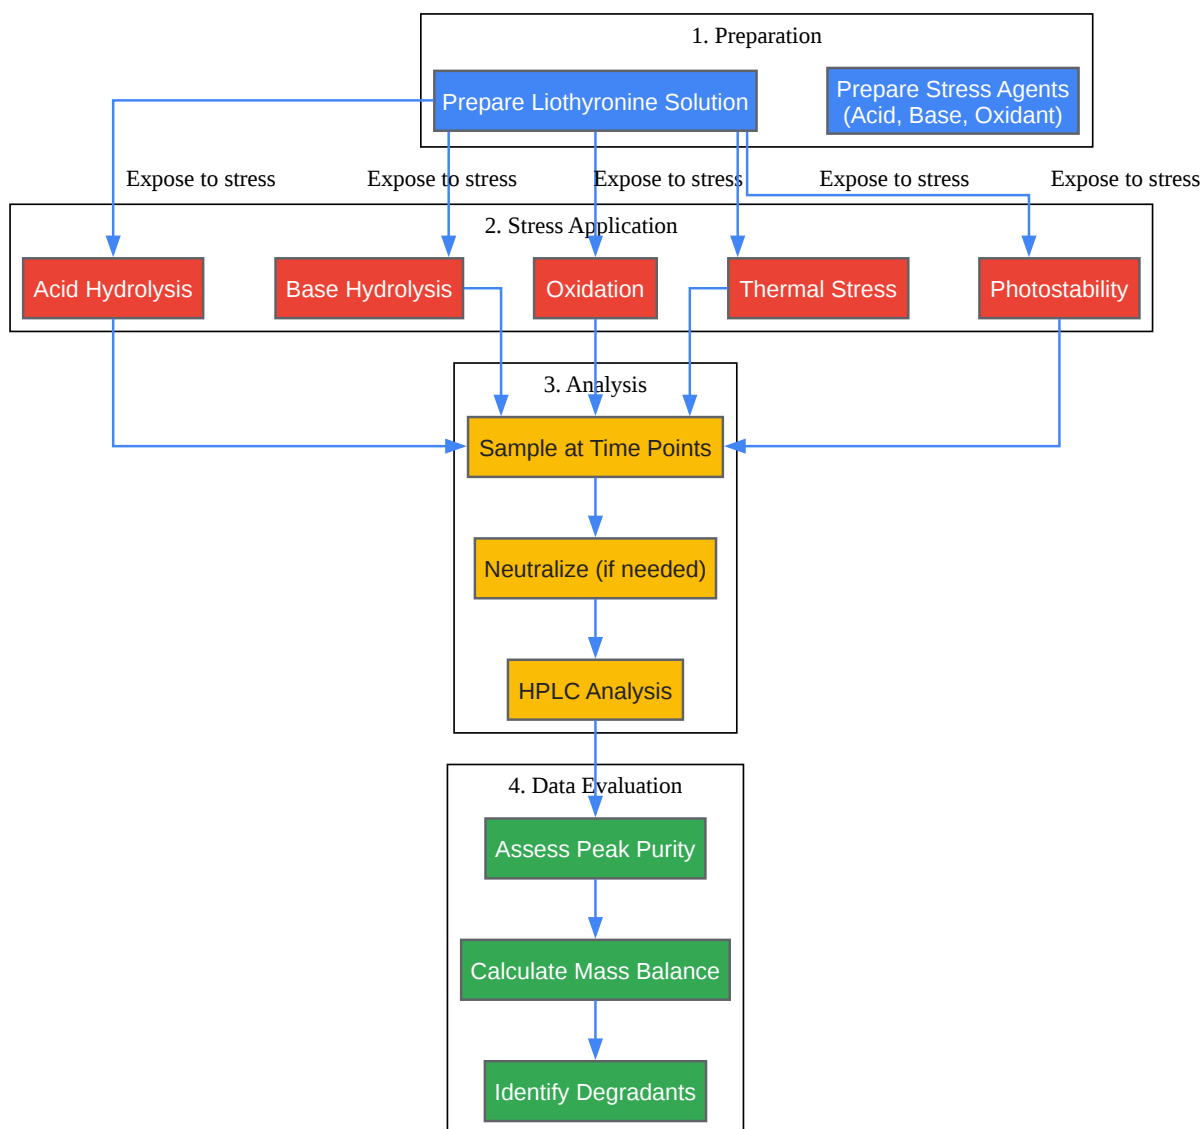 1. Preparation
Prepare Liothyronine Solution
Prepare Stress Agents
(Acid, Base, Oxidant)
Expose to stress
Expose to stress
Expose to stress
Expose to stress
Expose to stress
2. Stress Application
Acid Hydrolysis
Base Hydrolysis
Oxidation
Thermal Stress
Photostability
3. Analysis
Sample at Time Points
Neutralize (if needed)
HPLC Analysis
4. Data Evaluation
Assess Peak Purity
Calculate Mass Balance
Identify Degradants